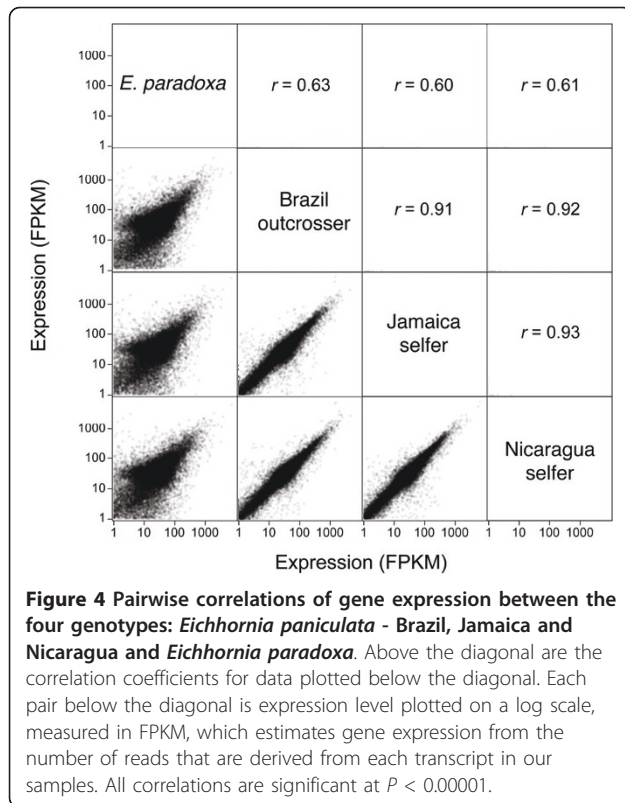 1000
100
10
1
E. paradoxa
r = 0.63
r = 0.60
r = 0.61
1000
100
10
1
Brazil
outcrosser
r = 0.91
r = 0.92
Expression (FPKM)
1000
100
10
1
Jamaica
selfer
r = 0.93
1000
100
10
1
Nicaragua
selfer
1 10 100 1000 1 10 100 1000 1 10 100 1000 1 10 100 1000
Expression (FPKM)
Figure 4 Pairwise correlations of gene expression between the
four genotypes: Eichhornia paniculata - Brazil, Jamaica and
Nicaragua and Eichhornia paradoxa. Above the diagonal are the
correlation coefficients for data plotted below the diagonal. Each
pair below the diagonal is expression level plotted on a log scale,
measured in FPKM, which estimates gene expression from the
number of reads that are derived from each transcript in our
samples. All correlations are significant at P < 0.00001.